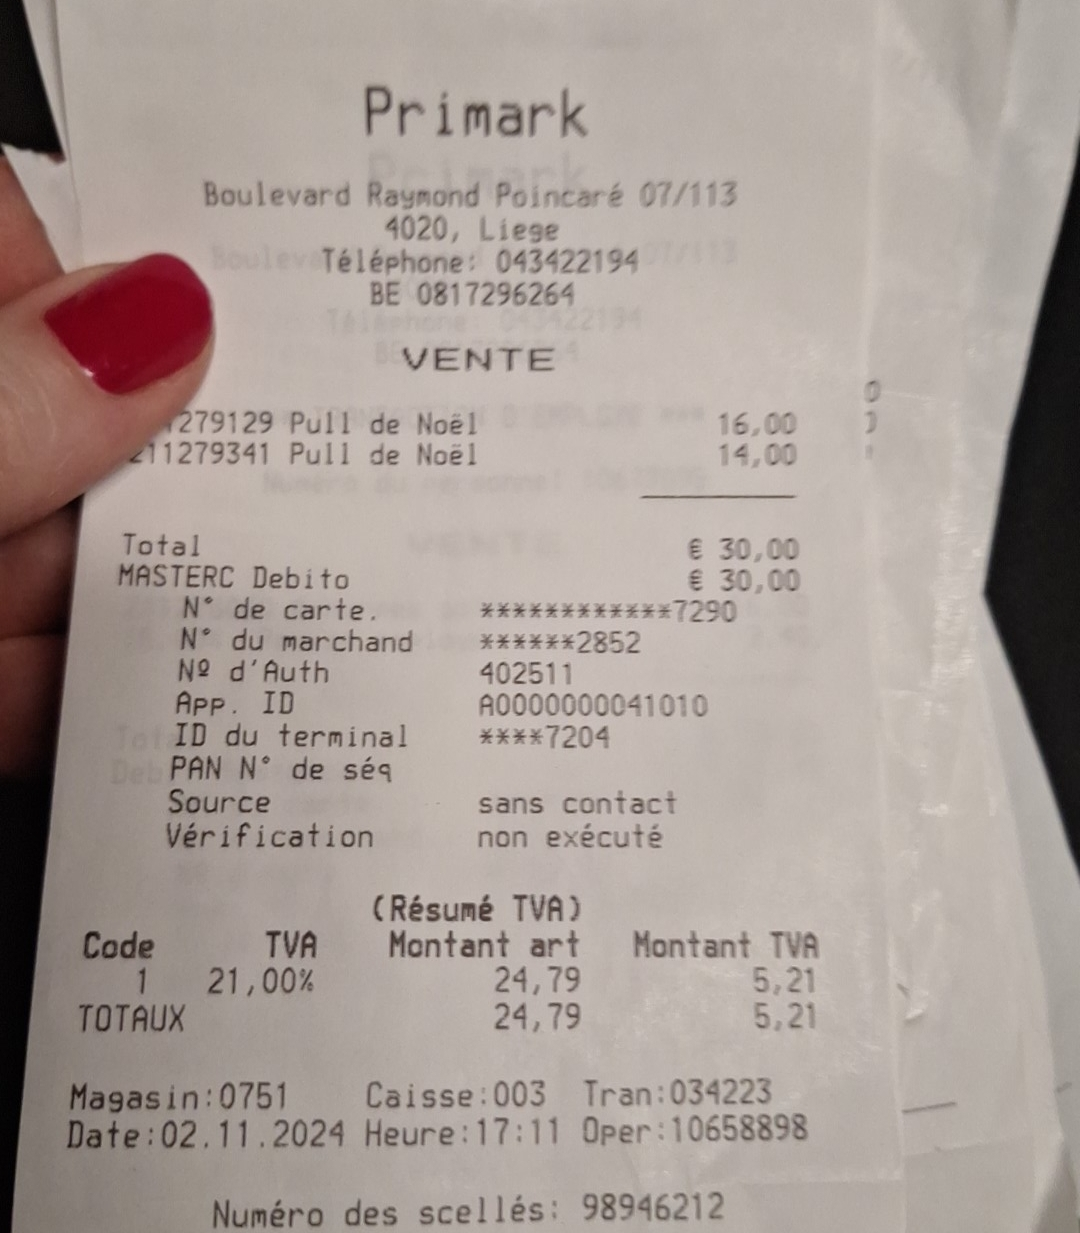 Primark
Boulevard Raymond Poincaré 07/113
4020, Liege
Téléphone: 043422194
BE 0817296264
VENTE
279129 Pull de Noël 16,00
211279341 Pull de Noël 14,00
Total € 30,00
MASTERC Debito € 30,00
N° de carte. ************7290
N° du marchand ******2852
Nº d'Auth 402511
App. ID A0000000041010
ID du terminal ****7204
PAN N° de séq
Source sans contact
Vérification non exécuté
(Résumé TVA)
Code TVA Montant art Montant TVA
1 21,00% 24,79 5,21
TOTAUX 24,79 5,21
Magasin:0751 Caisse:003 Tran:034223
Date:02.11.2024 Heure:17:11 Oper:10658898
Numéro des scellés: 98946212